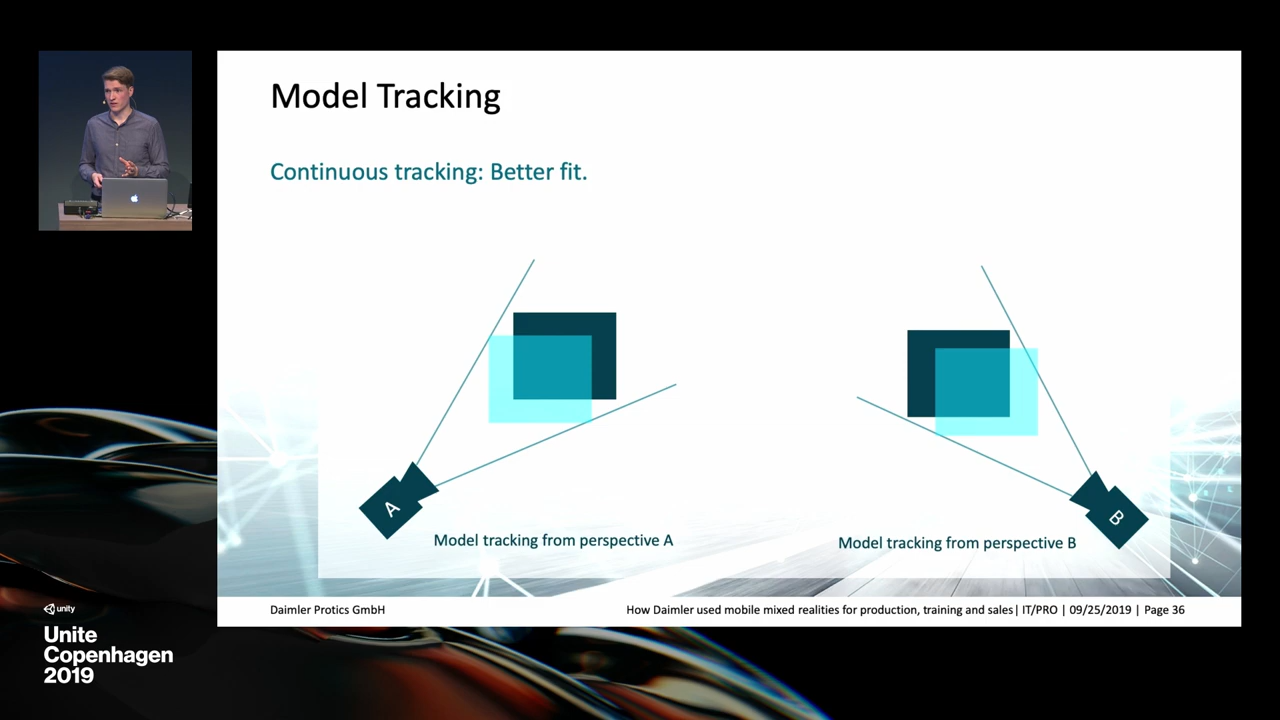 Model Tracking
Continuous tracking: Better fit.
A
B
Model tracking from perspective A
Model tracking from perspective B
Daimler Protics GmbH
How Daimler used mobile mixed realities for production, training and sales| IT/PRO | 09/25/2019 | Page 36
unity
Unite
Copenhagen
2019